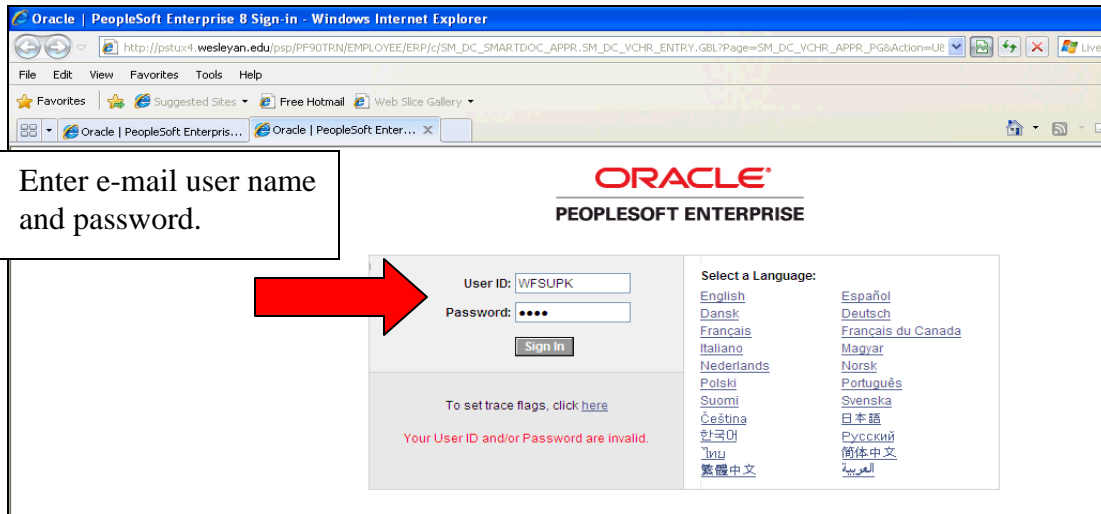 Oracle | PeopleSoft Enterprise 8 Sign-in - Windows Internet Explorer
http://pstux4.wesleyan.edu/psp/PF90TRN/EMPLOYEE/ERP/c/SM_DC_SMARTDOC_APPR.SM_DC_VCHR_ENTRY.GBL?Page=SM_DC_VCHR_APPR_PG&Action=U& Live
File Edit View Favorites Tools Help
Favorites Suggested Sites Free Hotmail Web Slice Gallery
Oracle | PeopleSoft Enterpris... Oracle | PeopleSoft Enter...
Enter e-mail user name
and password.
ORACLE®
PEOPLESOFT ENTERPRISE
User ID: WFSUPK
Password: ••••
Sign In
To set trace flags, click here
Your User ID and/or Password are invalid.
Select a Language:
English Español
Dansk Deutsch
Français Français du Canada
Italiano Magyar
Nederlands Norsk
Polski Português
Suomi Svenska
Čeština 日本語
한국어 Русский
ไทย 简体中文
繁體中文 العربية